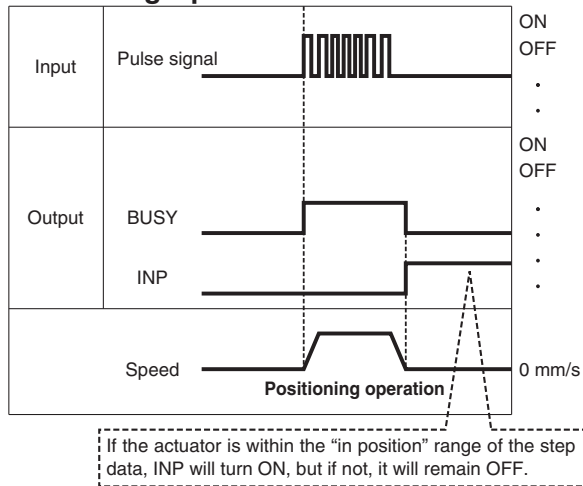 ON
OFF
Input
Pulse signal
ON
OFF
Output
BUSY
INP
Speed
0 mm/s
Positioning operation
If the actuator is within the “in position” range of the step
data, INP will turn ON, but if not, it will remain OFF.